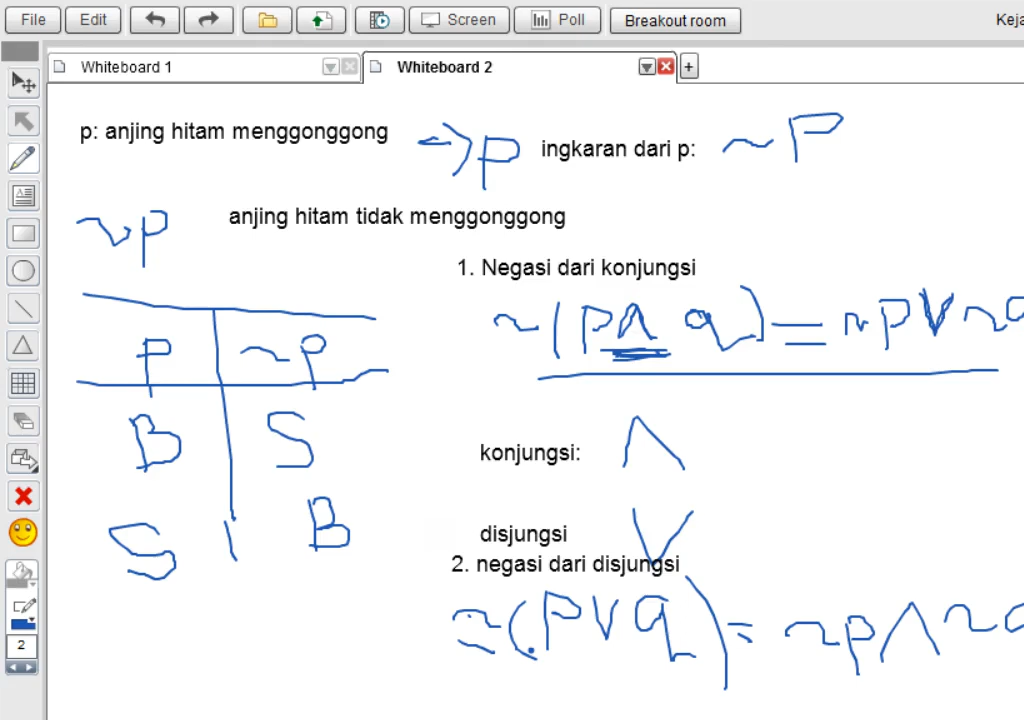 File Edit Screen Poll Breakout room Keja
Whiteboard 1 Whiteboard 2
p: anjing hitam menggonggong → p ingkaran dari p: ~P
~p anjing hitam tidak menggonggong
1. Negasi dari konjungsi
~(p ∧ q) = ~p ∨ ~q
p ~p
B S
konjungsi: ∧
S B
disjungsi ∨
2. negasi dari disjungsi
~(p ∨ q) = ~p ∧ ~q
2